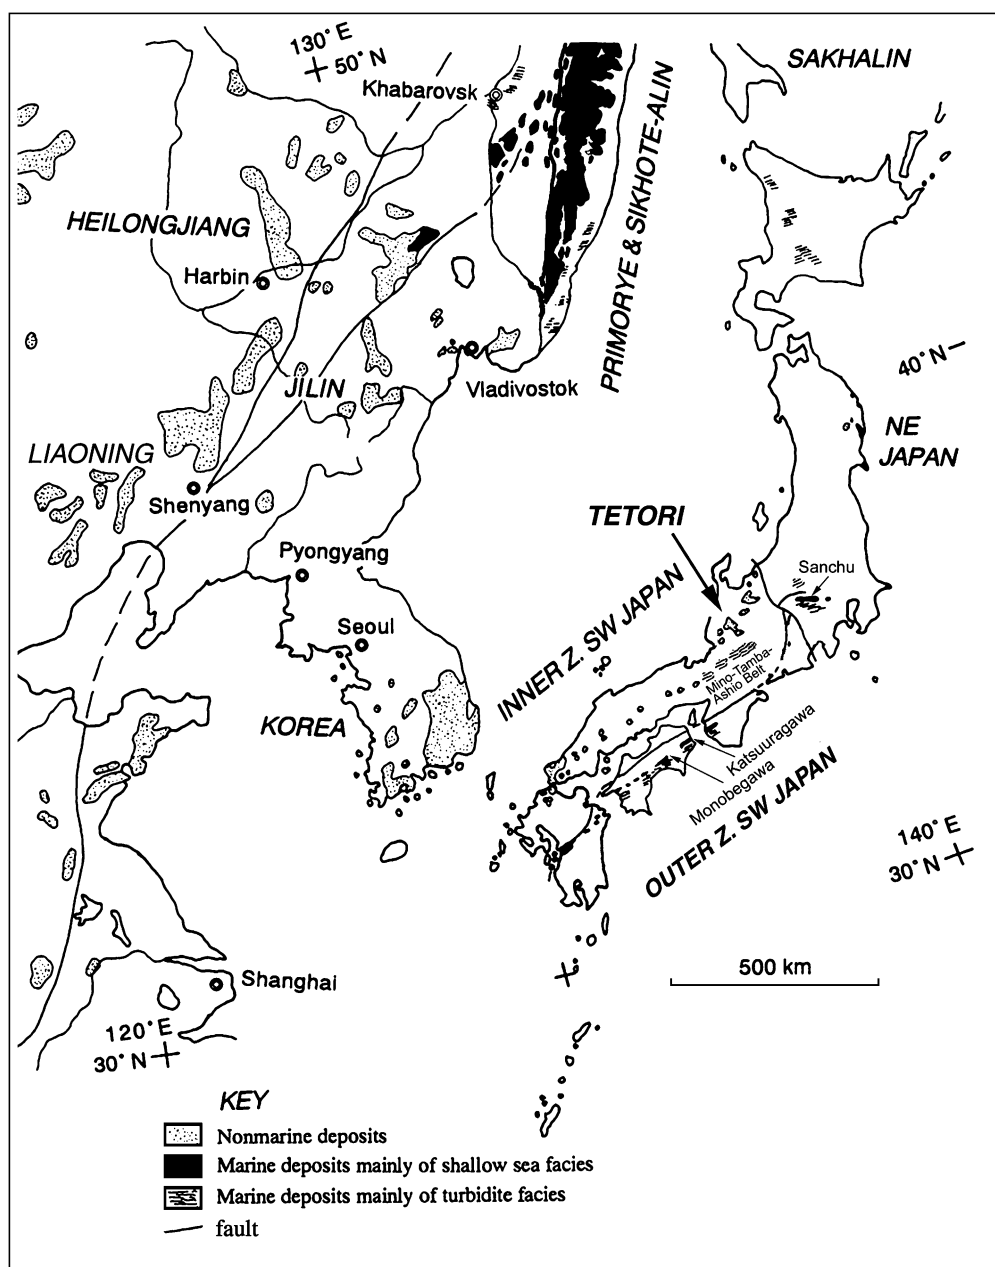 130° E
50° N
SAKHALIN
Khabarovsk
PRIMORYE & SIKHOTE-ALIN
HEILONGJIANG
Harbin
40° N
JILIN
Vladivostok
NE
JAPAN
LIAONING
Shenyang
TETORI
Pyongyang
Sanchu
Seoul
INNER Z. SW JAPAN
Mino-Tamba-
Ashio Belt
KOREA
Katsuuragawa
Monobegawa
OUTER Z. SW JAPAN
140° E
30° N
500 km
Shanghai
120° E
30° N
KEY
Nonmarine deposits
Marine deposits mainly of shallow sea facies
Marine deposits mainly of turbidite facies
fault